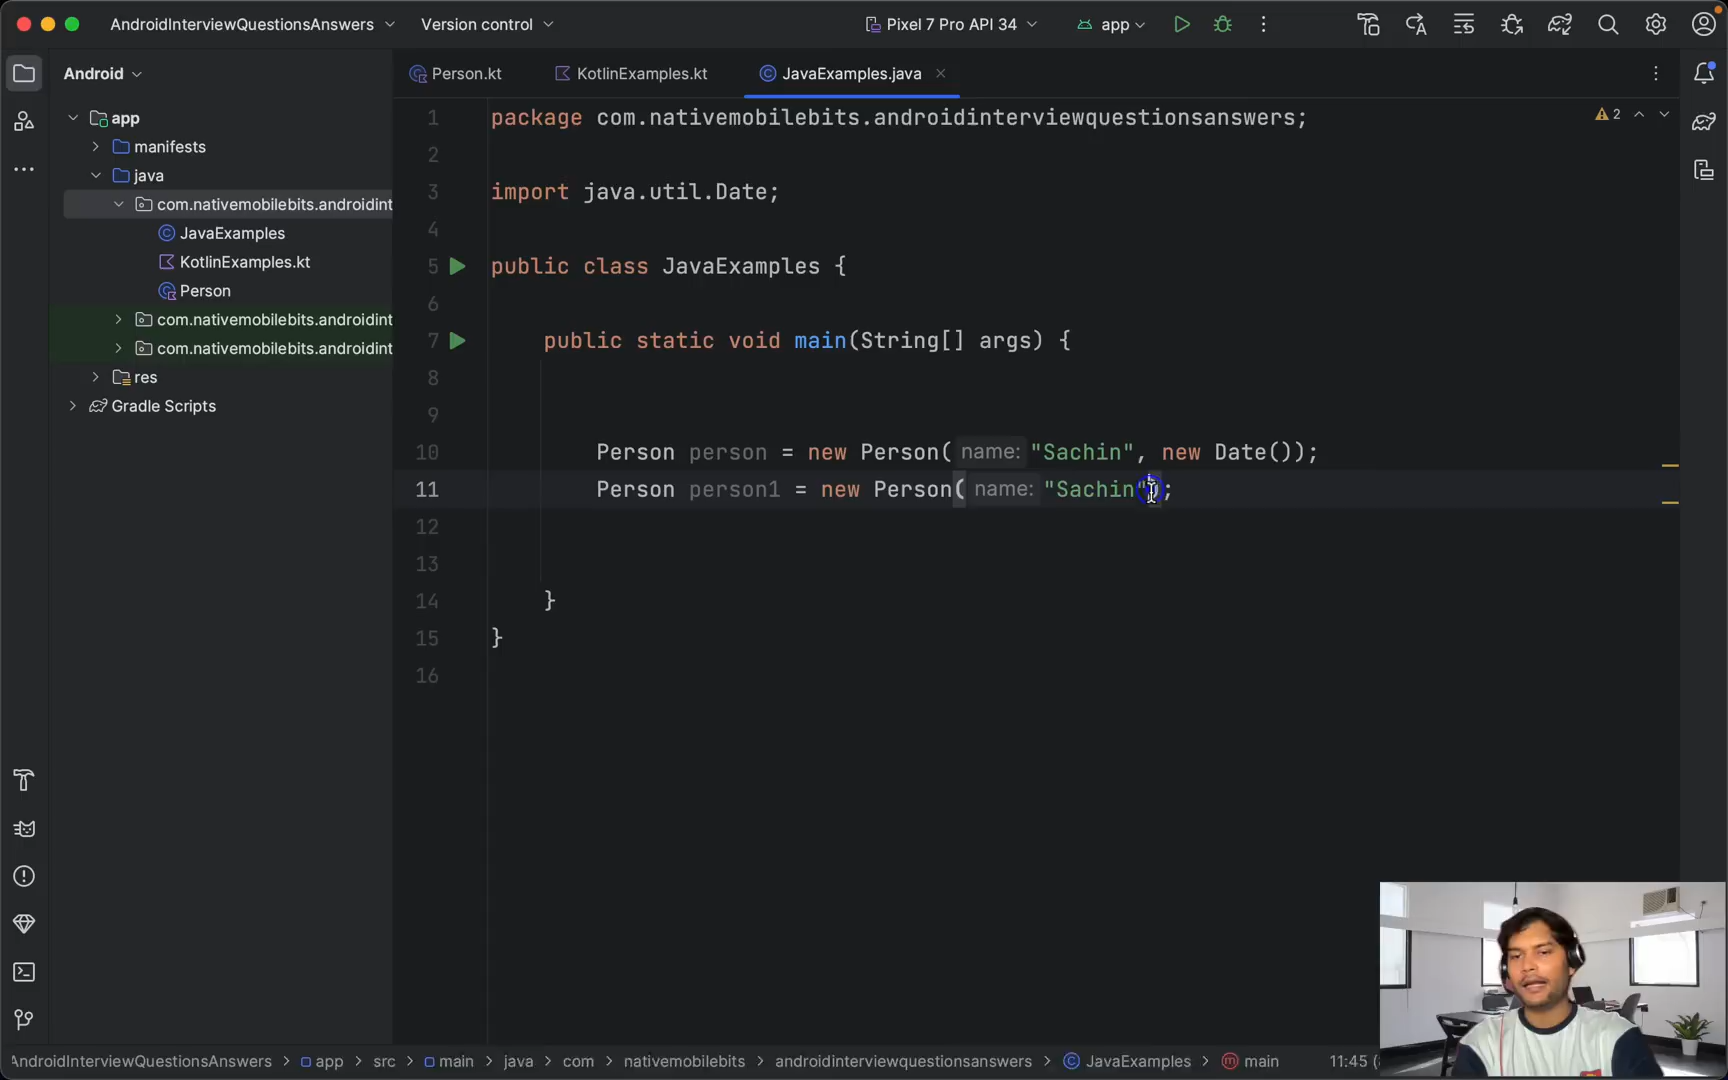 AndroidInterviewQuestionsAnswers
Version control
Pixel 7 Pro API 34
app
Android
Person.kt
KotlinExamples.kt
JavaExamples.java
app
manifests
java
com.nativemobilebits.androidint
JavaExamples
KotlinExamples.kt
Person
com.nativemobilebits.androidint
com.nativemobilebits.androidint
res
Gradle Scripts
2
1 package com.nativemobilebits.androidinterviewquestionsanswers;
2
3 import java.util.Date;
4
5 public class JavaExamples {
6
7 public static void main(String[] args) {
8
9
10 Person person = new Person( name: "Sachin", new Date());
11 Person person1 = new Person( name: "Sachin");
12
13
14 }
15 }
16
AndroidInterviewQuestionsAnswers > app > src > main > java > com > nativemobilebits > androidinterviewquestionsanswers > JavaExamples > main 11:45